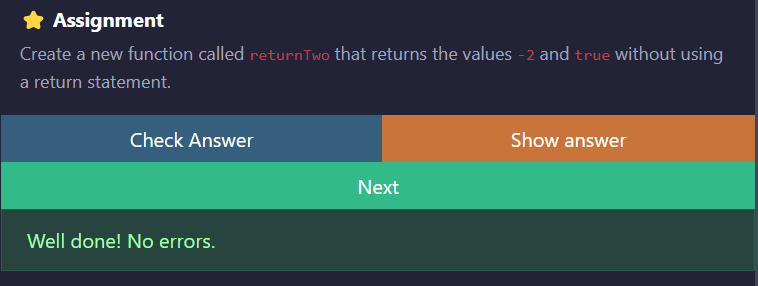 Assignment
Create a new function called returnTwo that returns the values -2 and true without using
a return statement.
Check Answer
Show answer
Next
Well done! No errors.